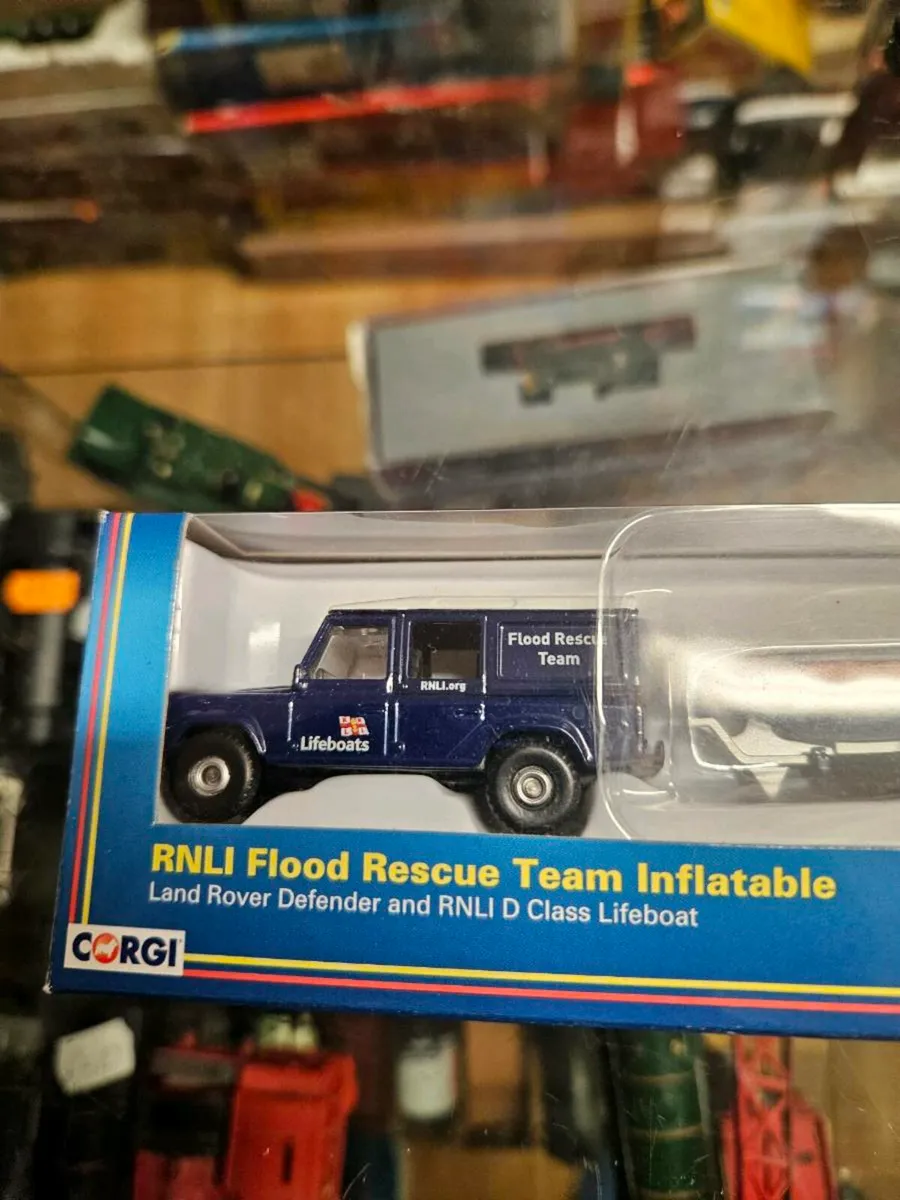 Flood Rescue
Team
RNLI.org
Lifeboats
RNLI Flood Rescue Team Inflatable
Land Rover Defender and RNLI D Class Lifeboat
CORGI